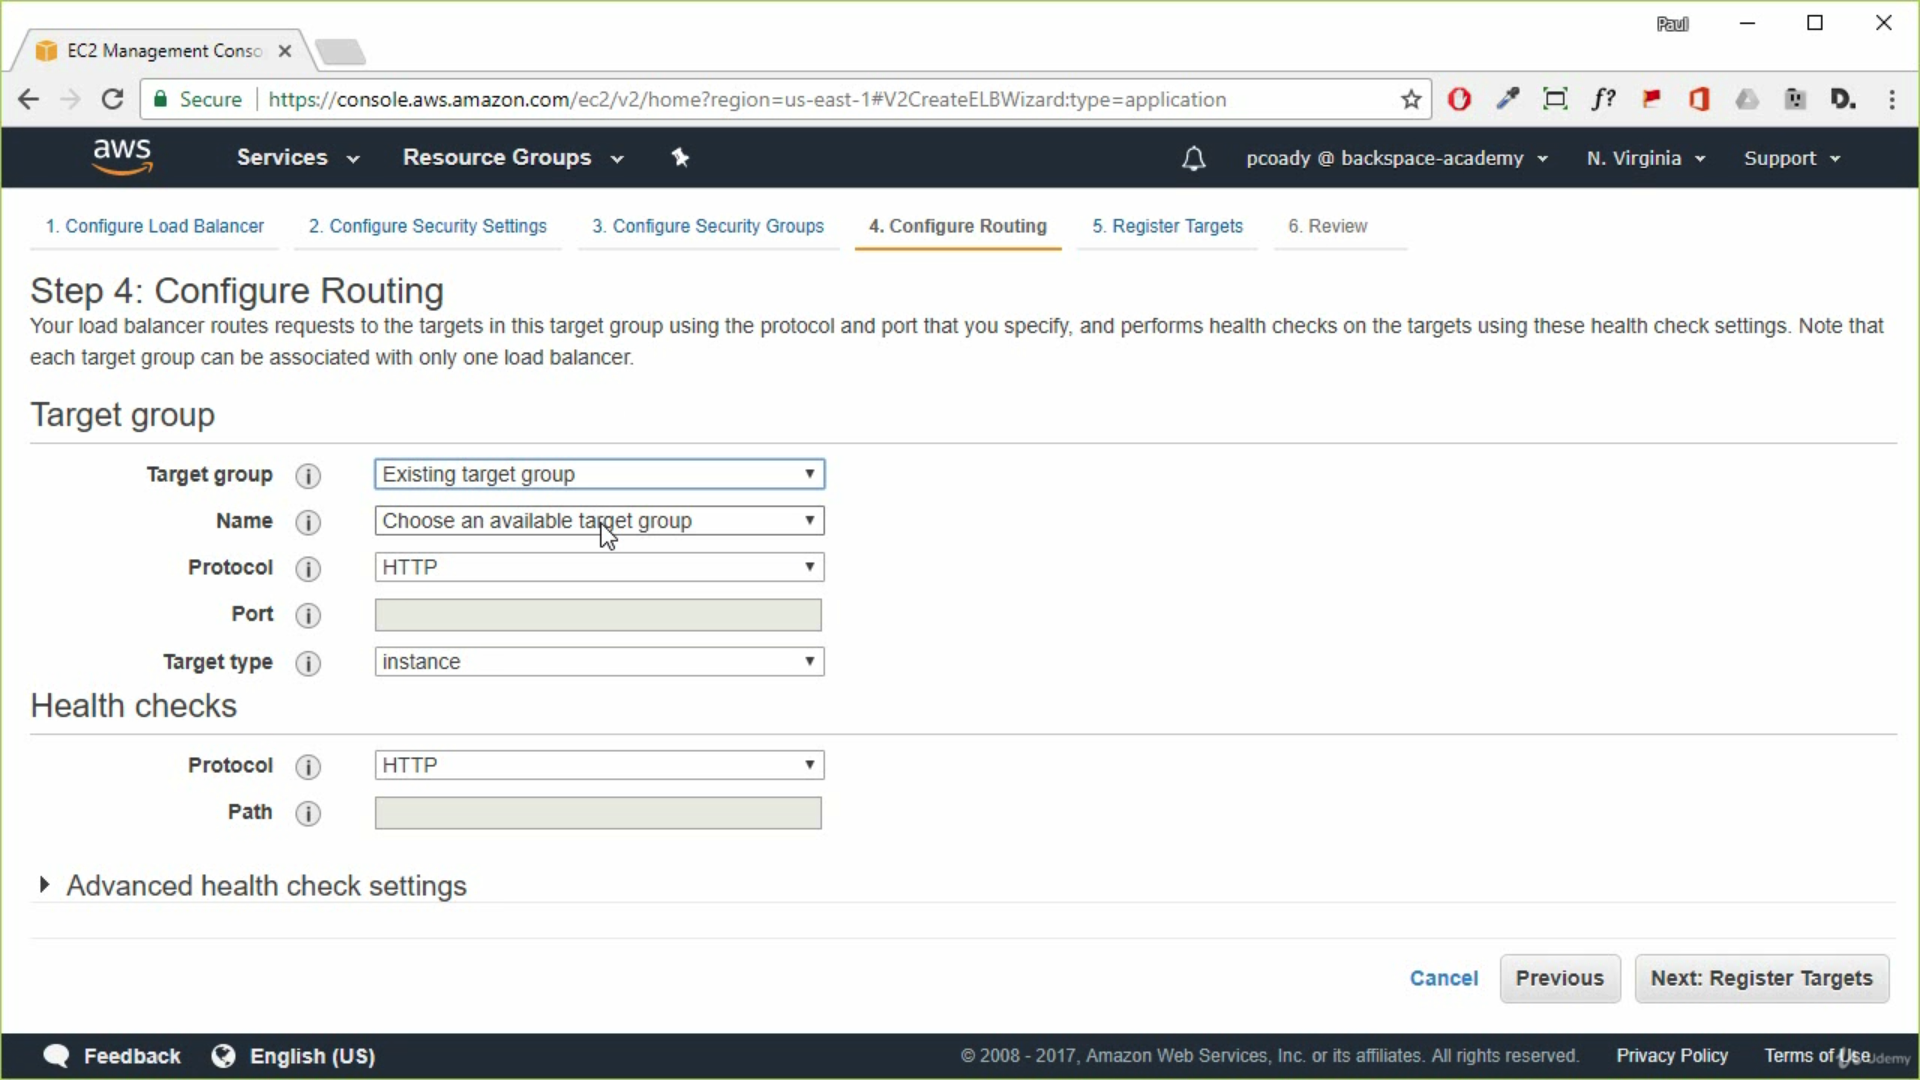 Paul
EC2 Management Conso
Secure https://console.aws.amazon.com/ec2/v2/home?region=us-east-1#V2CreateELBWizard:type=application
f?
D.
aws Services Resource Groups pcoady @ backspace-academy N. Virginia Support
1. Configure Load Balancer 2. Configure Security Settings 3. Configure Security Groups 4. Configure Routing 5. Register Targets 6. Review
Step 4: Configure Routing
Your load balancer routes requests to the targets in this target group using the protocol and port that you specify, and performs health checks on the targets using these health check settings. Note that
each target group can be associated with only one load balancer.
Target group
Target group i Existing target group
Name i Choose an available target group
Protocol i HTTP
Port i
Target type i instance
Health checks
Protocol i HTTP
Path i
Advanced health check settings
Cancel Previous Next: Register Targets
Feedback English (US) © 2008 - 2017, Amazon Web Services, Inc. or its affiliates. All rights reserved. Privacy Policy Terms of Use
Udemy